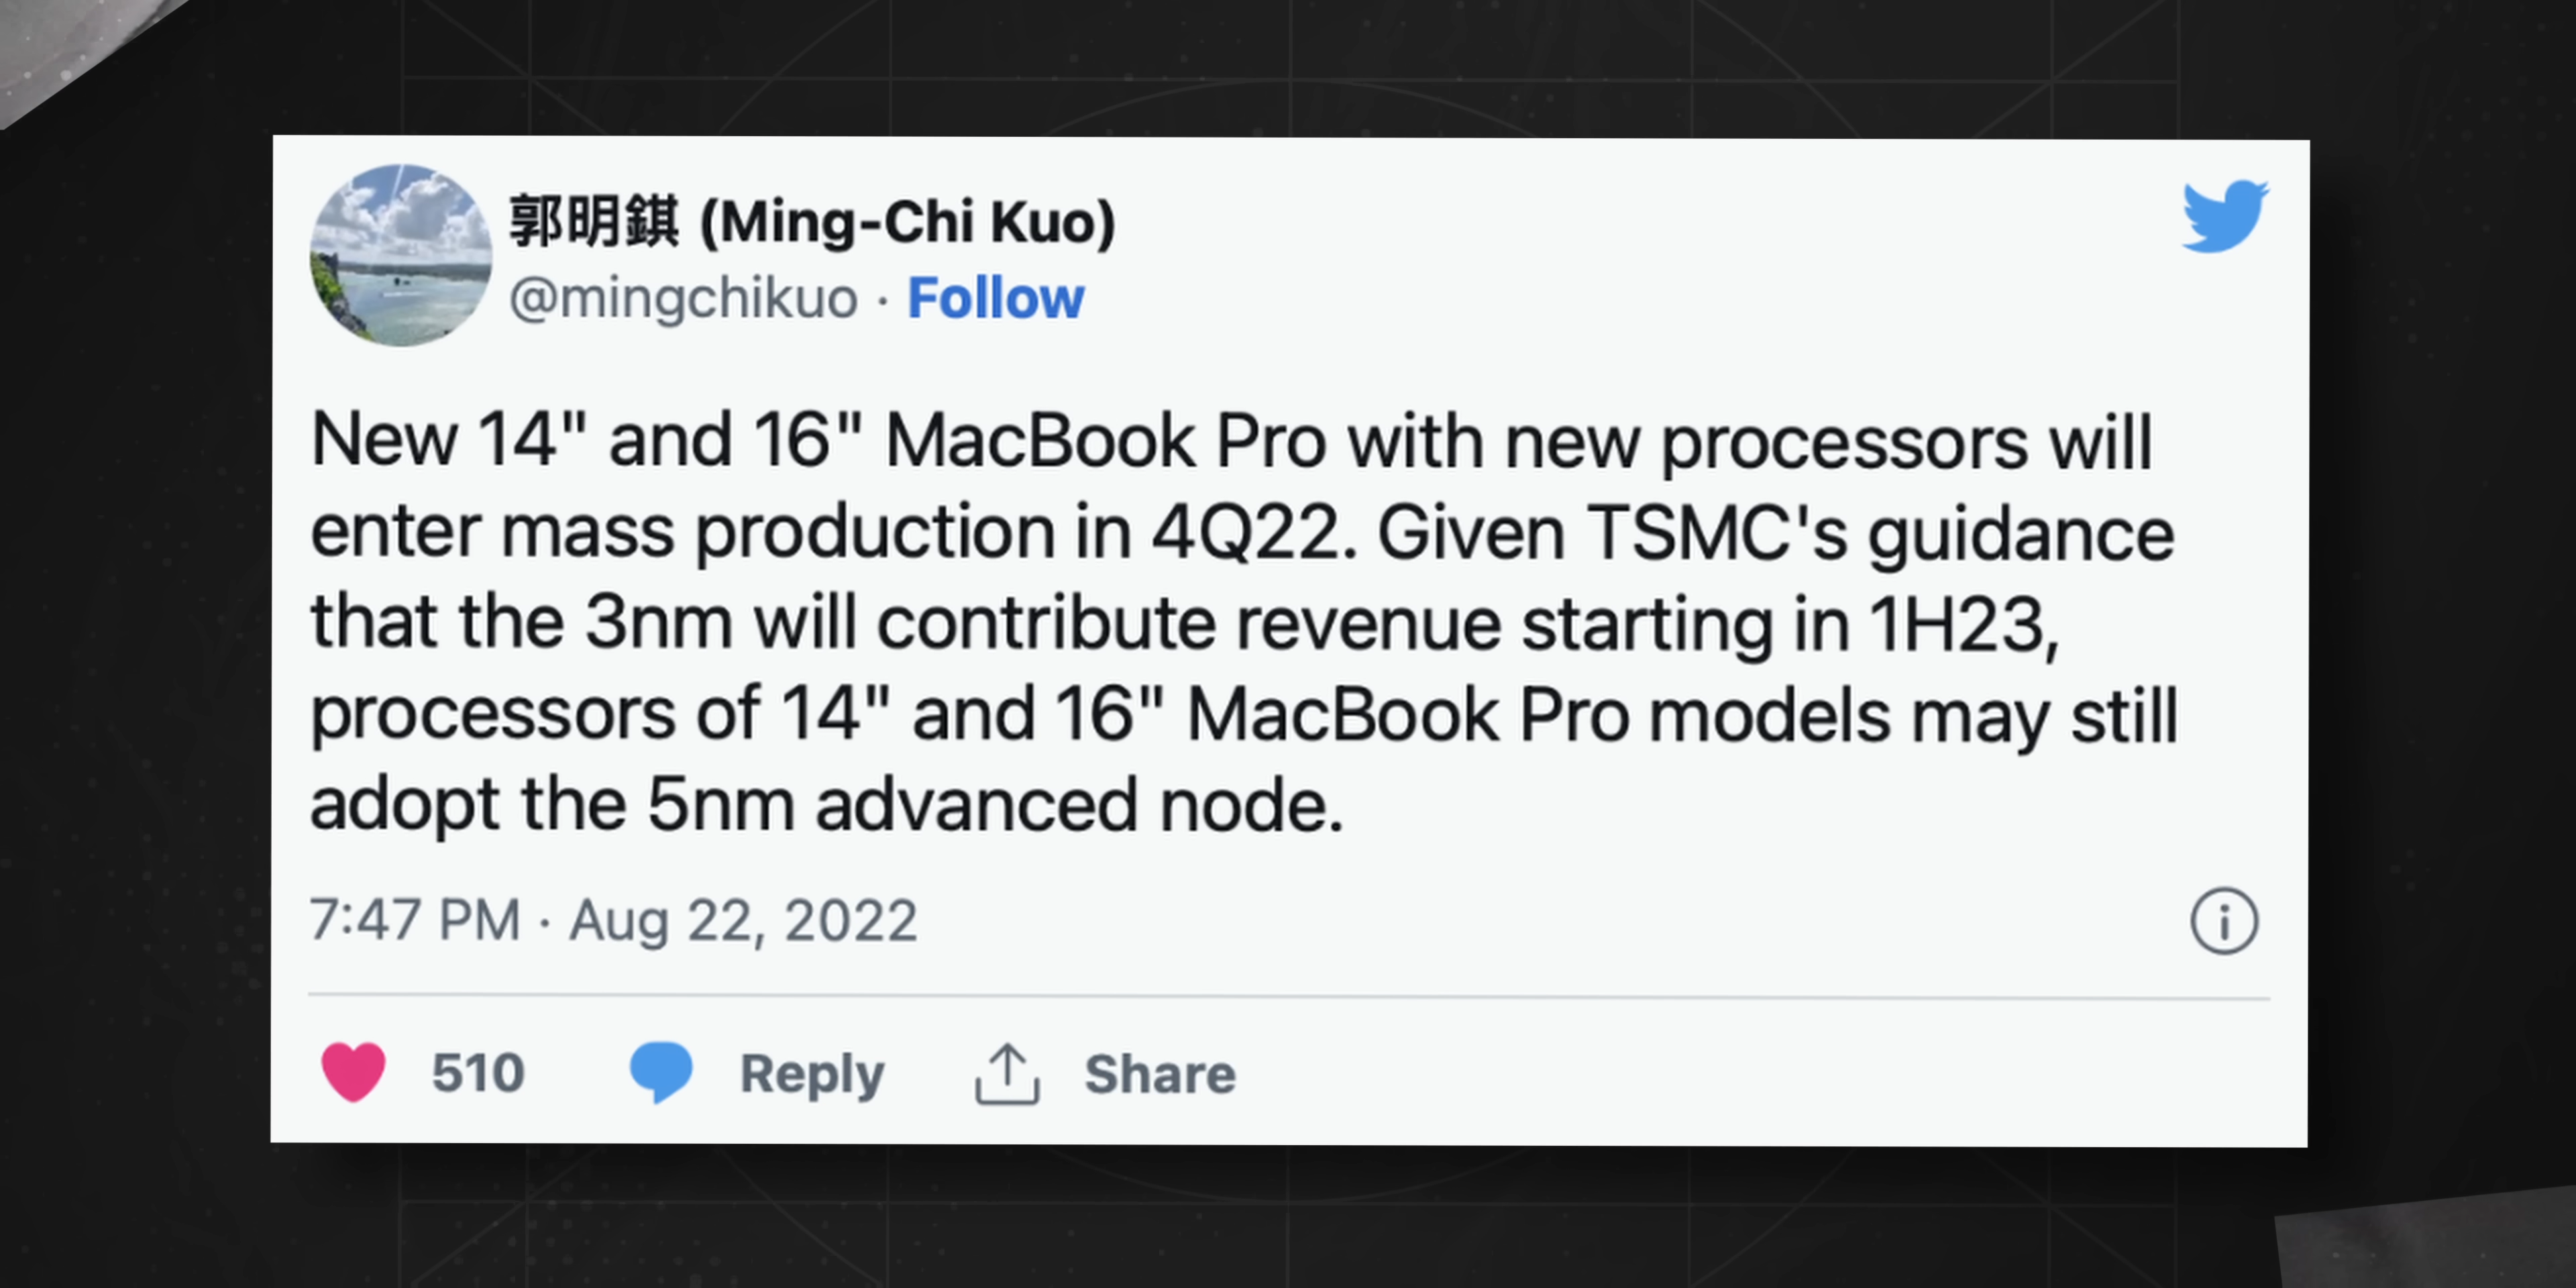 郭明錤 (Ming-Chi Kuo)
@mingchikuo · Follow
New 14" and 16" MacBook Pro with new processors will
enter mass production in 4Q22. Given TSMC's guidance
that the 3nm will contribute revenue starting in 1H23,
processors of 14" and 16" MacBook Pro models may still
adopt the 5nm advanced node.
7:47 PM · Aug 22, 2022
510 Reply Share